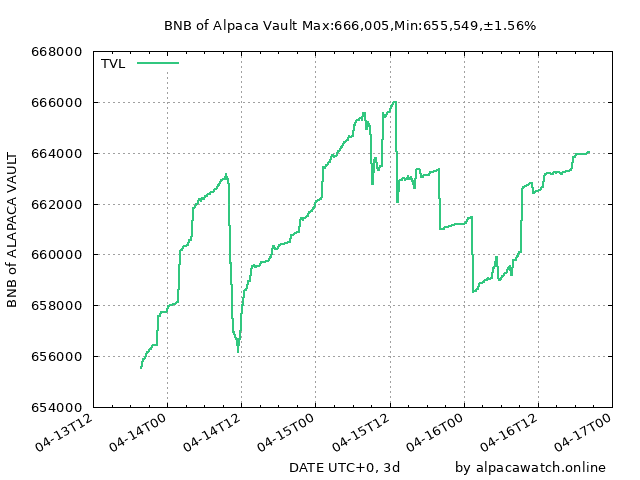 BNB of Alpaca Vault Max:666,005,Min:655,549,±1.56%
668000
TVL
666000
664000
662000
660000
658000
656000
654000
BNB of ALAPACA VAULT
04-13T12
04-14T00
04-14T12
04-15T00
04-15T12
04-16T00
04-16T12
04-17T00
DATE UTC+0, 3d
by alpacawatch.online